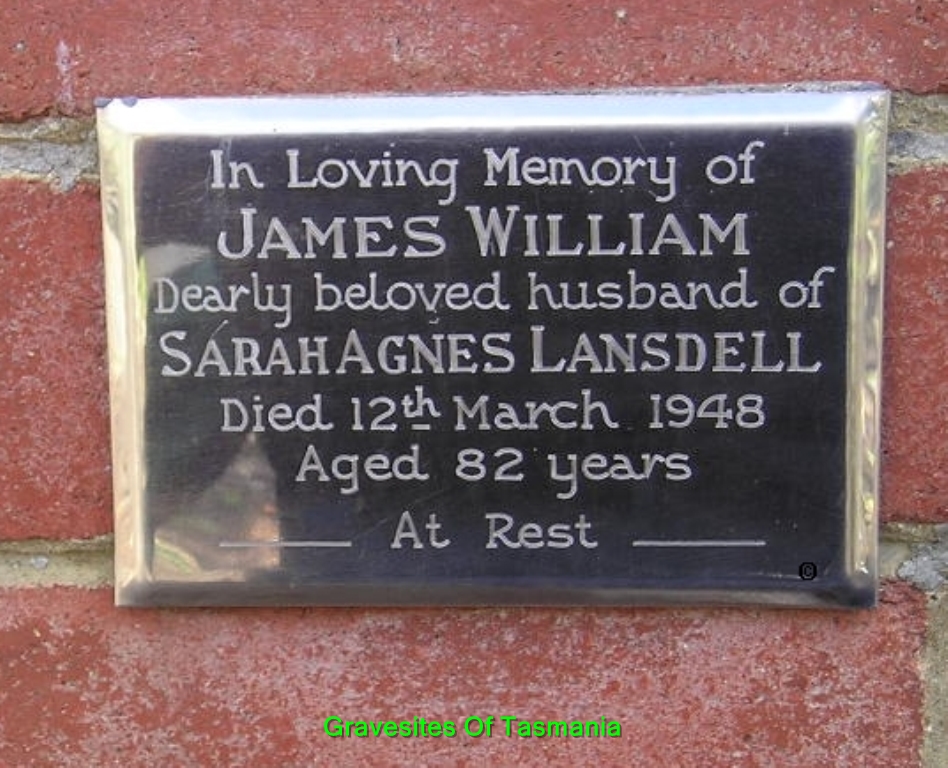 In Loving Memory of
JAMES WILLIAM
Dearly beloved husband of
SARAH AGNES LANSDELL
Died 12th March 1948
Aged 82 years
At Rest
©
Gravesites Of Tasmania